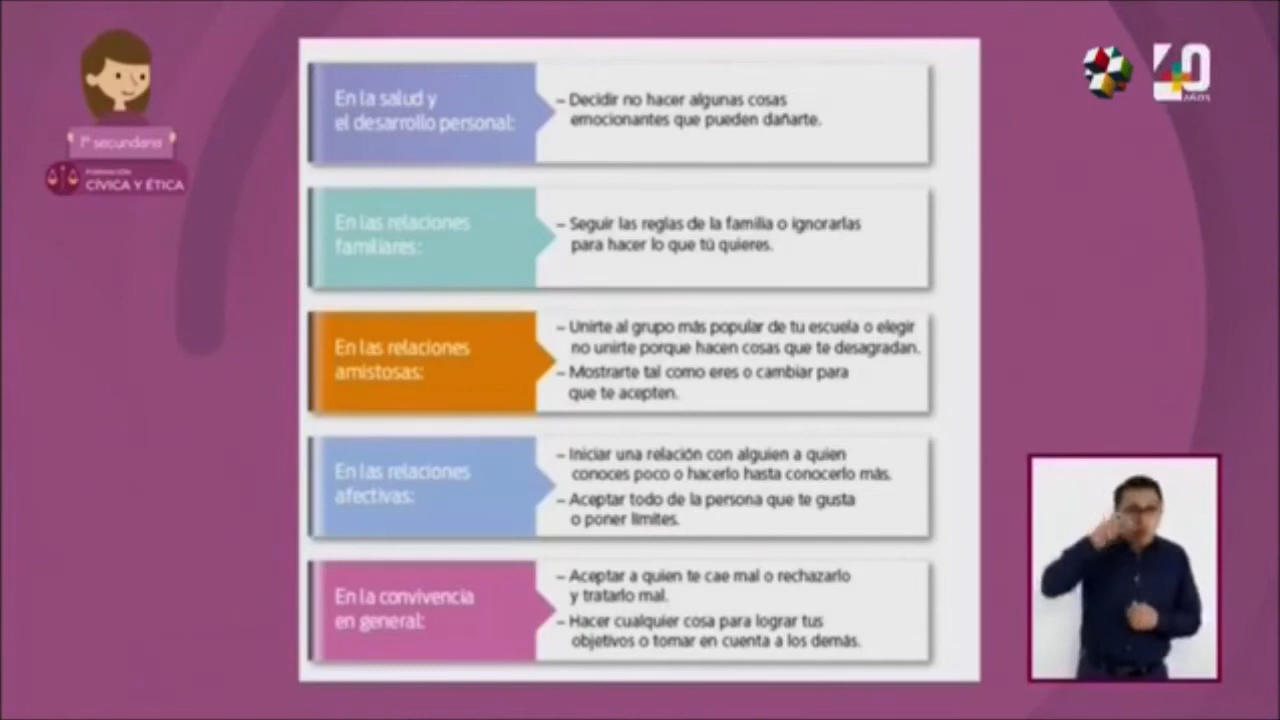 1º secundaria
FORMACIÓN
CÍVICA Y ÉTICA
40
AÑOS
En la salud y
el desarrollo personal:
– Decidir no hacer algunas cosas
emocionantes que pueden dañarte.
En las relaciones
familiares:
– Seguir las reglas de la familia o ignorarlas
para hacer lo que tú quieres.
En las relaciones
amistosas:
– Unirte al grupo más popular de tu escuela o elegir
no unirte porque hacen cosas que te desagradan.
– Mostrarte tal como eres o cambiar para
que te acepten.
En las relaciones
afectivas:
– Iniciar una relación con alguien a quien
conoces poco o hacerlo hasta conocerlo más.
– Aceptar todo de la persona que te gusta
o poner límites.
En la convivencia
en general:
– Aceptar a quien te cae mal o rechazarlo
y tratarlo mal.
– Hacer cualquier cosa para lograr tus
objetivos o tomar en cuenta a los demás.